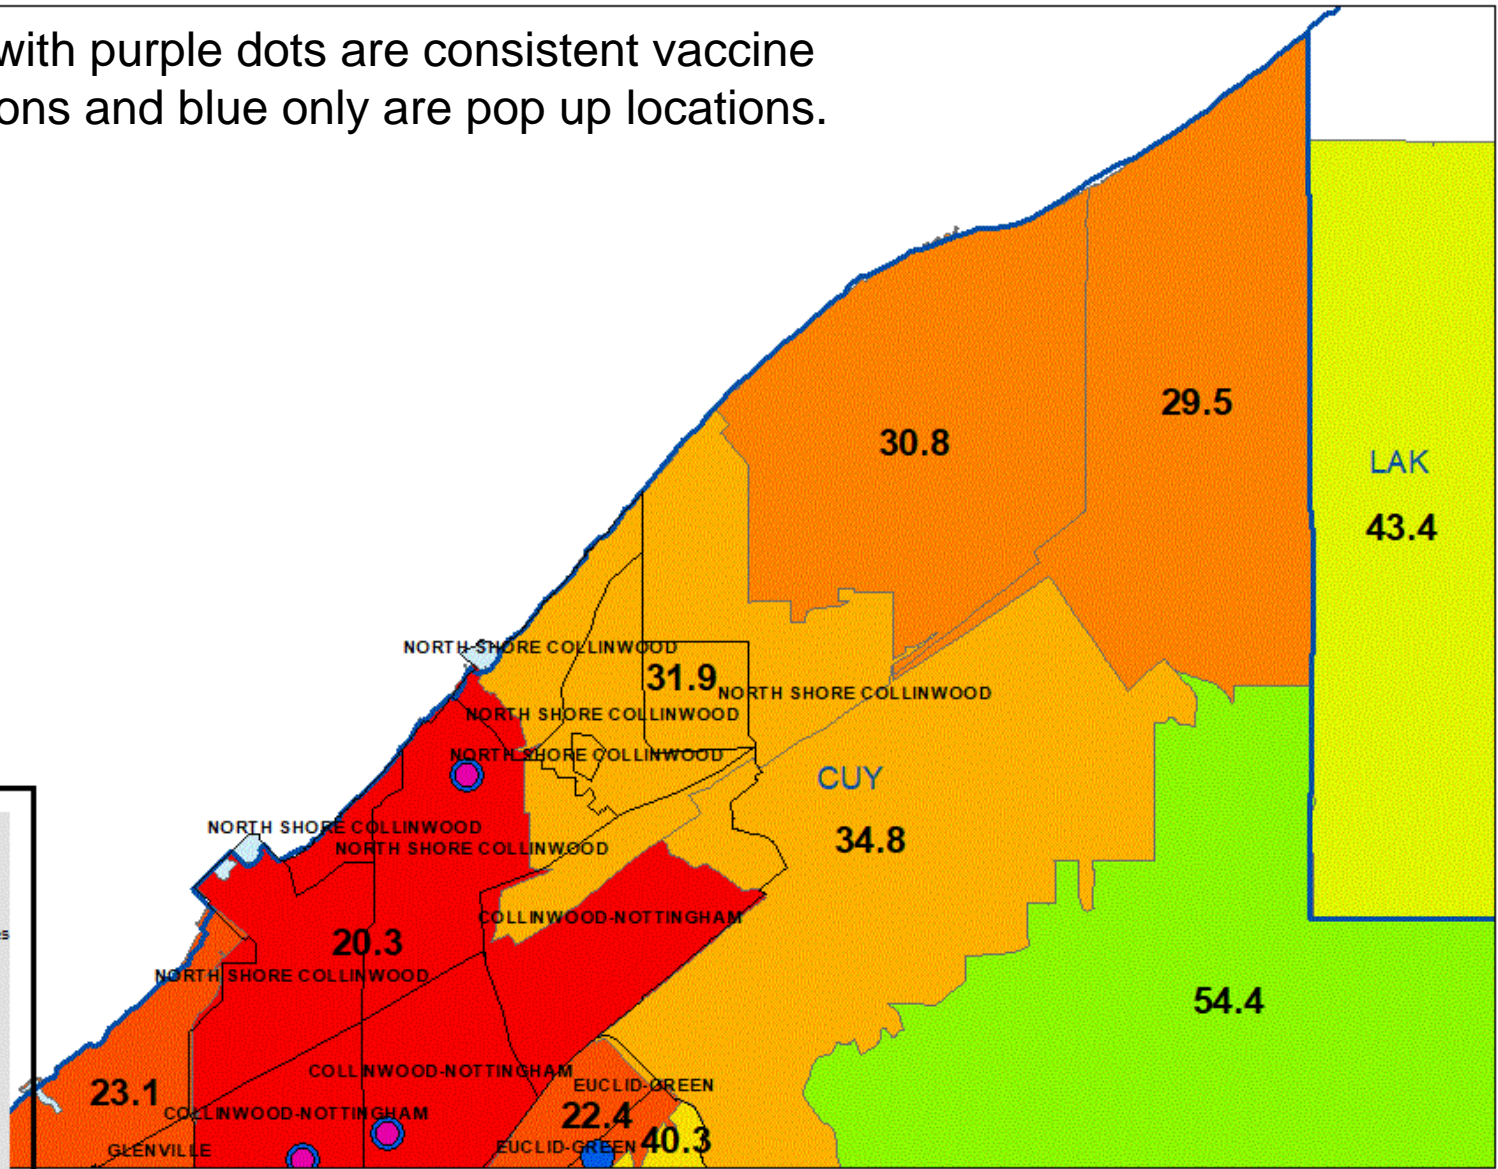 with purple dots are consistent vaccine
ons and blue only are pop up locations.
29.5
30.8
LAK
43.4
NORTH SHORE COLLINWOOD
31.9
NORTH SHORE COLLINWOOD
NORTH SHORE COLLINWOOD
NORTH SHORE COLLINWOOD
CUY
NORTH SHORE COLLINWOOD
34.8
NORTH SHORE COLLINWOOD
COLLINWOOD-NOTTINGHAM
20.3
NORTH SHORE COLLINWOOD
54.4
COLLINWOOD-NOTTINGHAM
EUCLID-GREEN
23.1
COLLINWOOD-NOTTINGHAM
22.4
EUCLID-GREEN
40.3
GLENVILLE